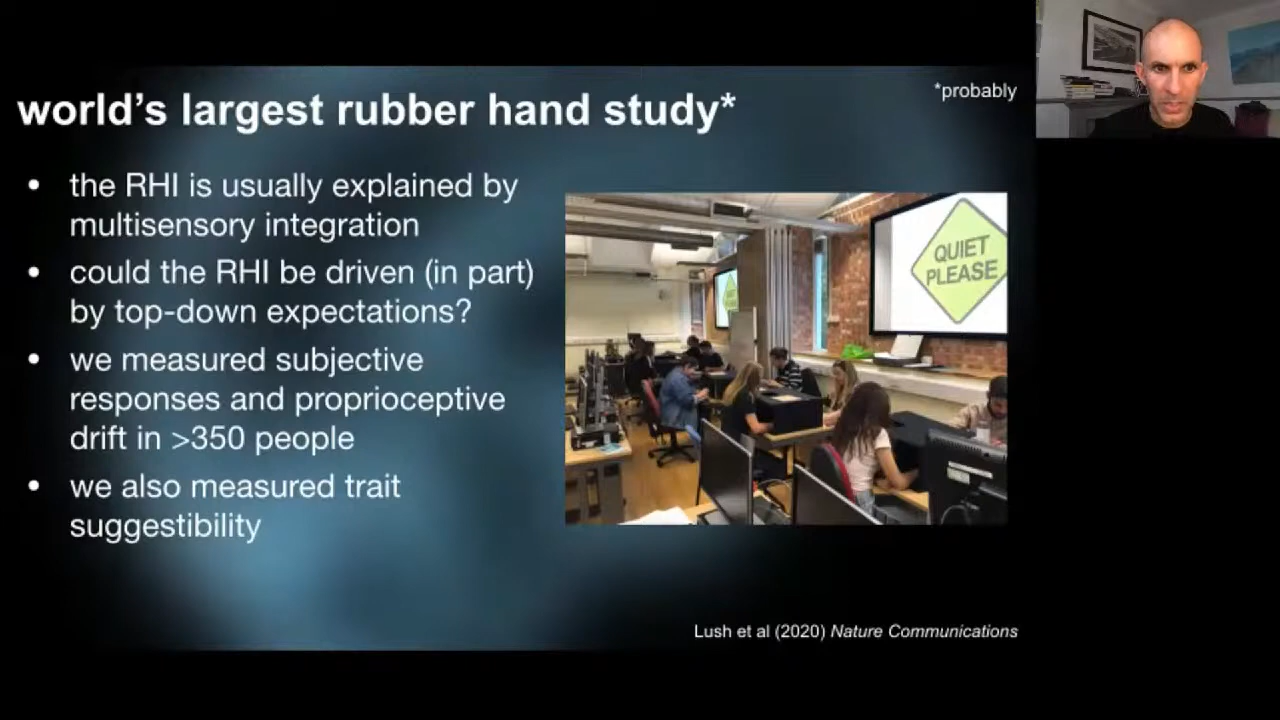 *probably
world's largest rubber hand study*
• the RHI is usually explained by
multisensory integration
• could the RHI be driven (in part)
by top-down expectations?
• we measured subjective
responses and proprioceptive
drift in >350 people
• we also measured trait
suggestibility
QUIET
PLEASE
Lush et al (2020) Nature Communications